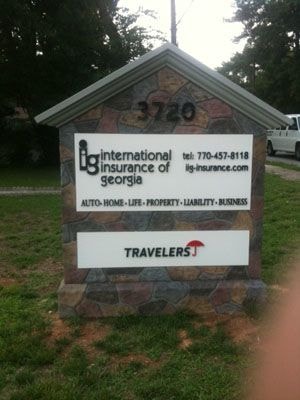 3720
iig international
insurance of
georgia
tel: 770-457-8118
iig-insurance.com
AUTO· HOME· LIFE· PROPERTY· LIABILITY· BUSINESS
TRAVELERS